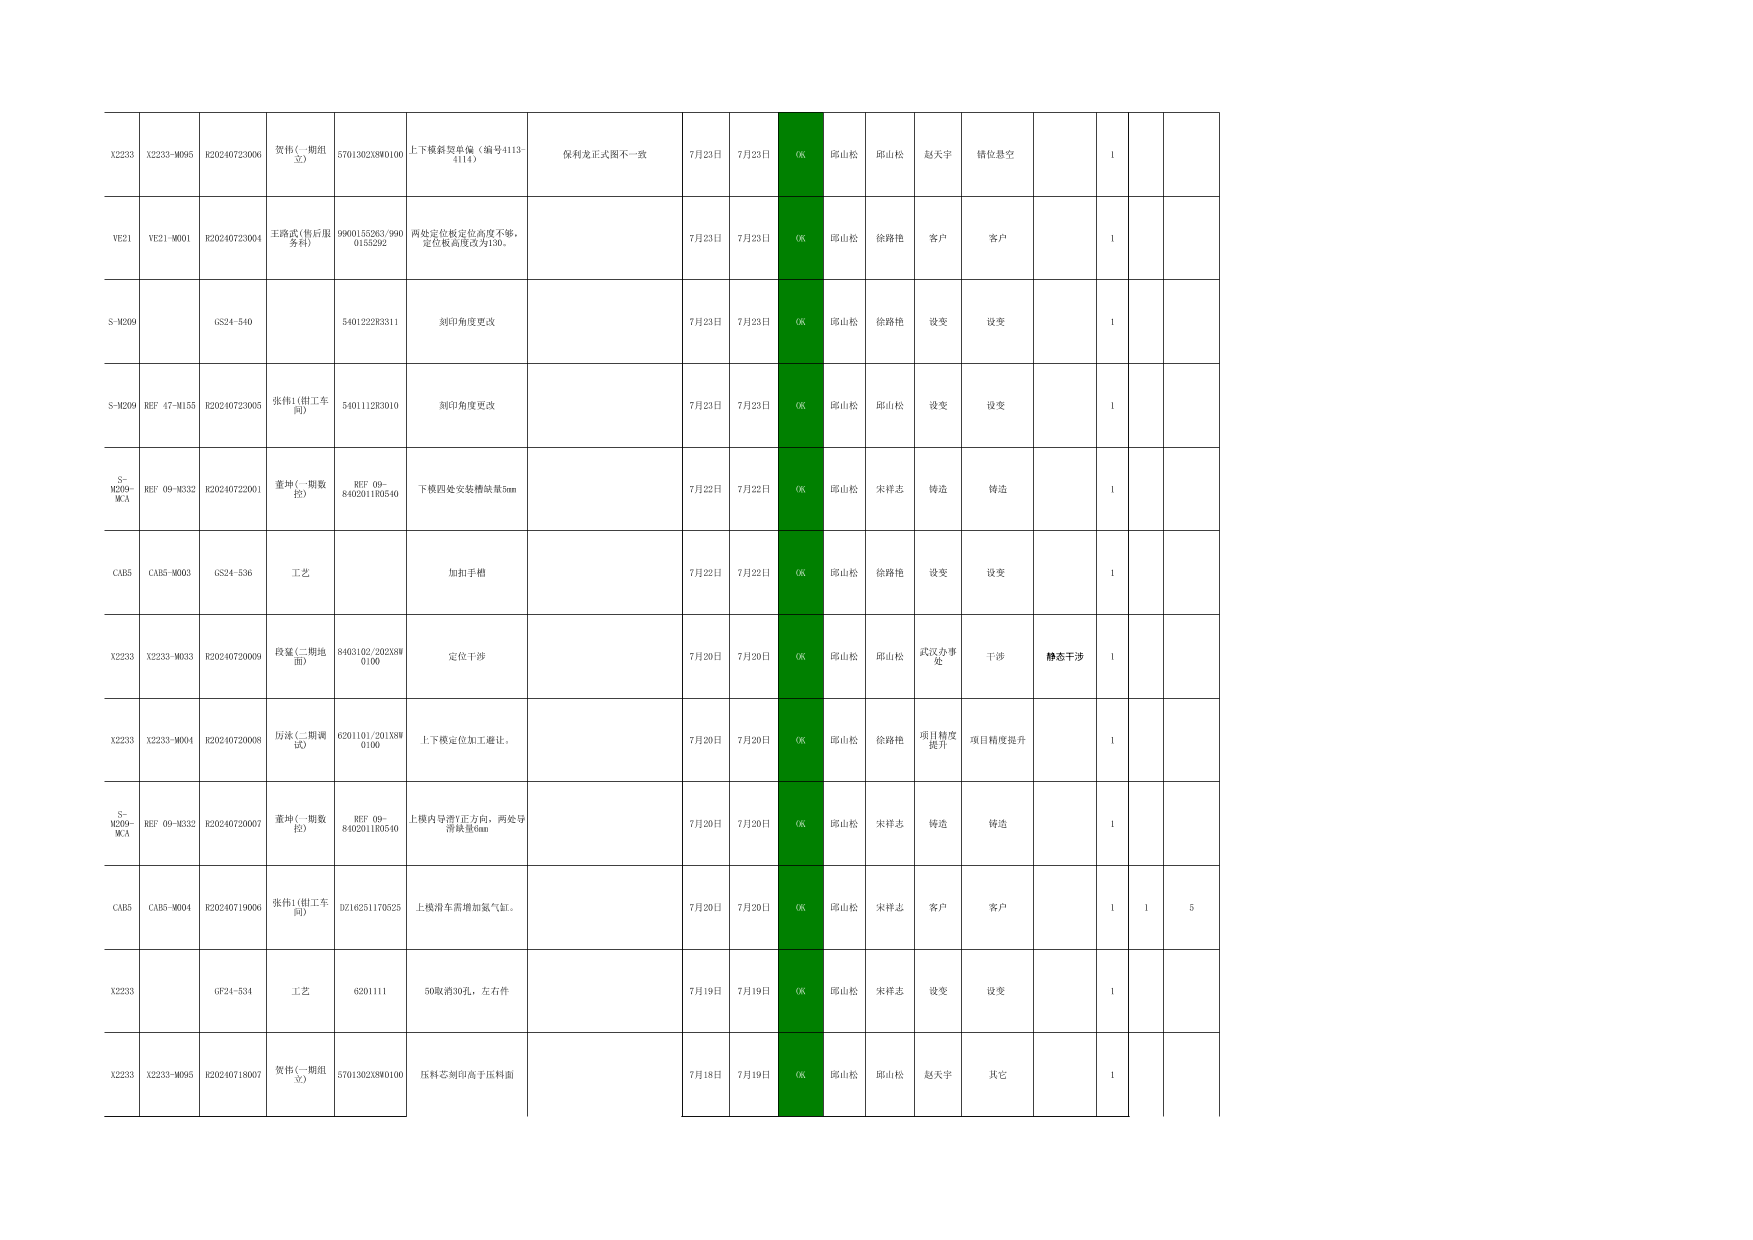 X2233 X2233-M095 R20240723006 贺伟(一期组立) 5701302X8W0100 上下模斜契单偏（编号4113-4114） 保利龙正式图不一致 7月23日 7月23日 OK 邱山松 邱山松 赵天宇 错位悬空 1
VE21 VE21-M001 R20240723004 王路武(售后服务科) 9900155263/9900155292 两处定位板定位高度不够，定位板高度改为130。 7月23日 7月23日 OK 邱山松 徐路艳 客户 客户 1
S-M209 GS24-540 5401222R3311 刻印角度更改 7月23日 7月23日 OK 邱山松 徐路艳 设变 设变 1
S-M209 REF 47-M155 R20240723005 张伟1(钳工车间) 5401112R3010 刻印角度更改 7月23日 7月23日 OK 邱山松 邱山松 设变 设变 1
S-M209-MCA REF 09-M332 R20240722001 董坤(一期数控) REF 09-8402011R0540 下模四处安装槽缺量5mm 7月22日 7月22日 OK 邱山松 宋祥志 铸造 铸造 1
CAB5 CAB5-M003 GS24-536 工艺 加扣手槽 7月22日 7月22日 OK 邱山松 徐路艳 设变 设变 1
X2233 X2233-M033 R20240720009 段猛(二期地面) 8403102/202X8W0100 定位干涉 7月20日 7月20日 OK 邱山松 邱山松 武汉办事处 干涉 静态干涉 1
X2233 X2233-M004 R20240720008 厉泳(二期调试) 6201101/201X8W0100 上下模定位加工避让。 7月20日 7月20日 OK 邱山松 徐路艳 项目精度提升 项目精度提升 1
S-M209-MCA REF 09-M332 R20240720007 董坤(一期数控) REF 09-8402011R0540 上模内导滑Y正方向，两处导滑缺量6mm 7月20日 7月20日 OK 邱山松 宋祥志 铸造 铸造 1
CAB5 CAB5-M004 R20240719006 张伟1(钳工车间) DZ16251170525 上模滑车需增加氮气缸。 7月20日 7月20日 OK 邱山松 宋祥志 客户 客户 1 1 5
X2233 GF24-534 工艺 6201111 50取消30孔，左右件 7月19日 7月19日 OK 邱山松 宋祥志 设变 设变 1
X2233 X2233-M095 R20240718007 贺伟(一期组立) 5701302X8W0100 压料芯刻印高于压料面 7月18日 7月19日 OK 邱山松 邱山松 赵天宇 其它 1